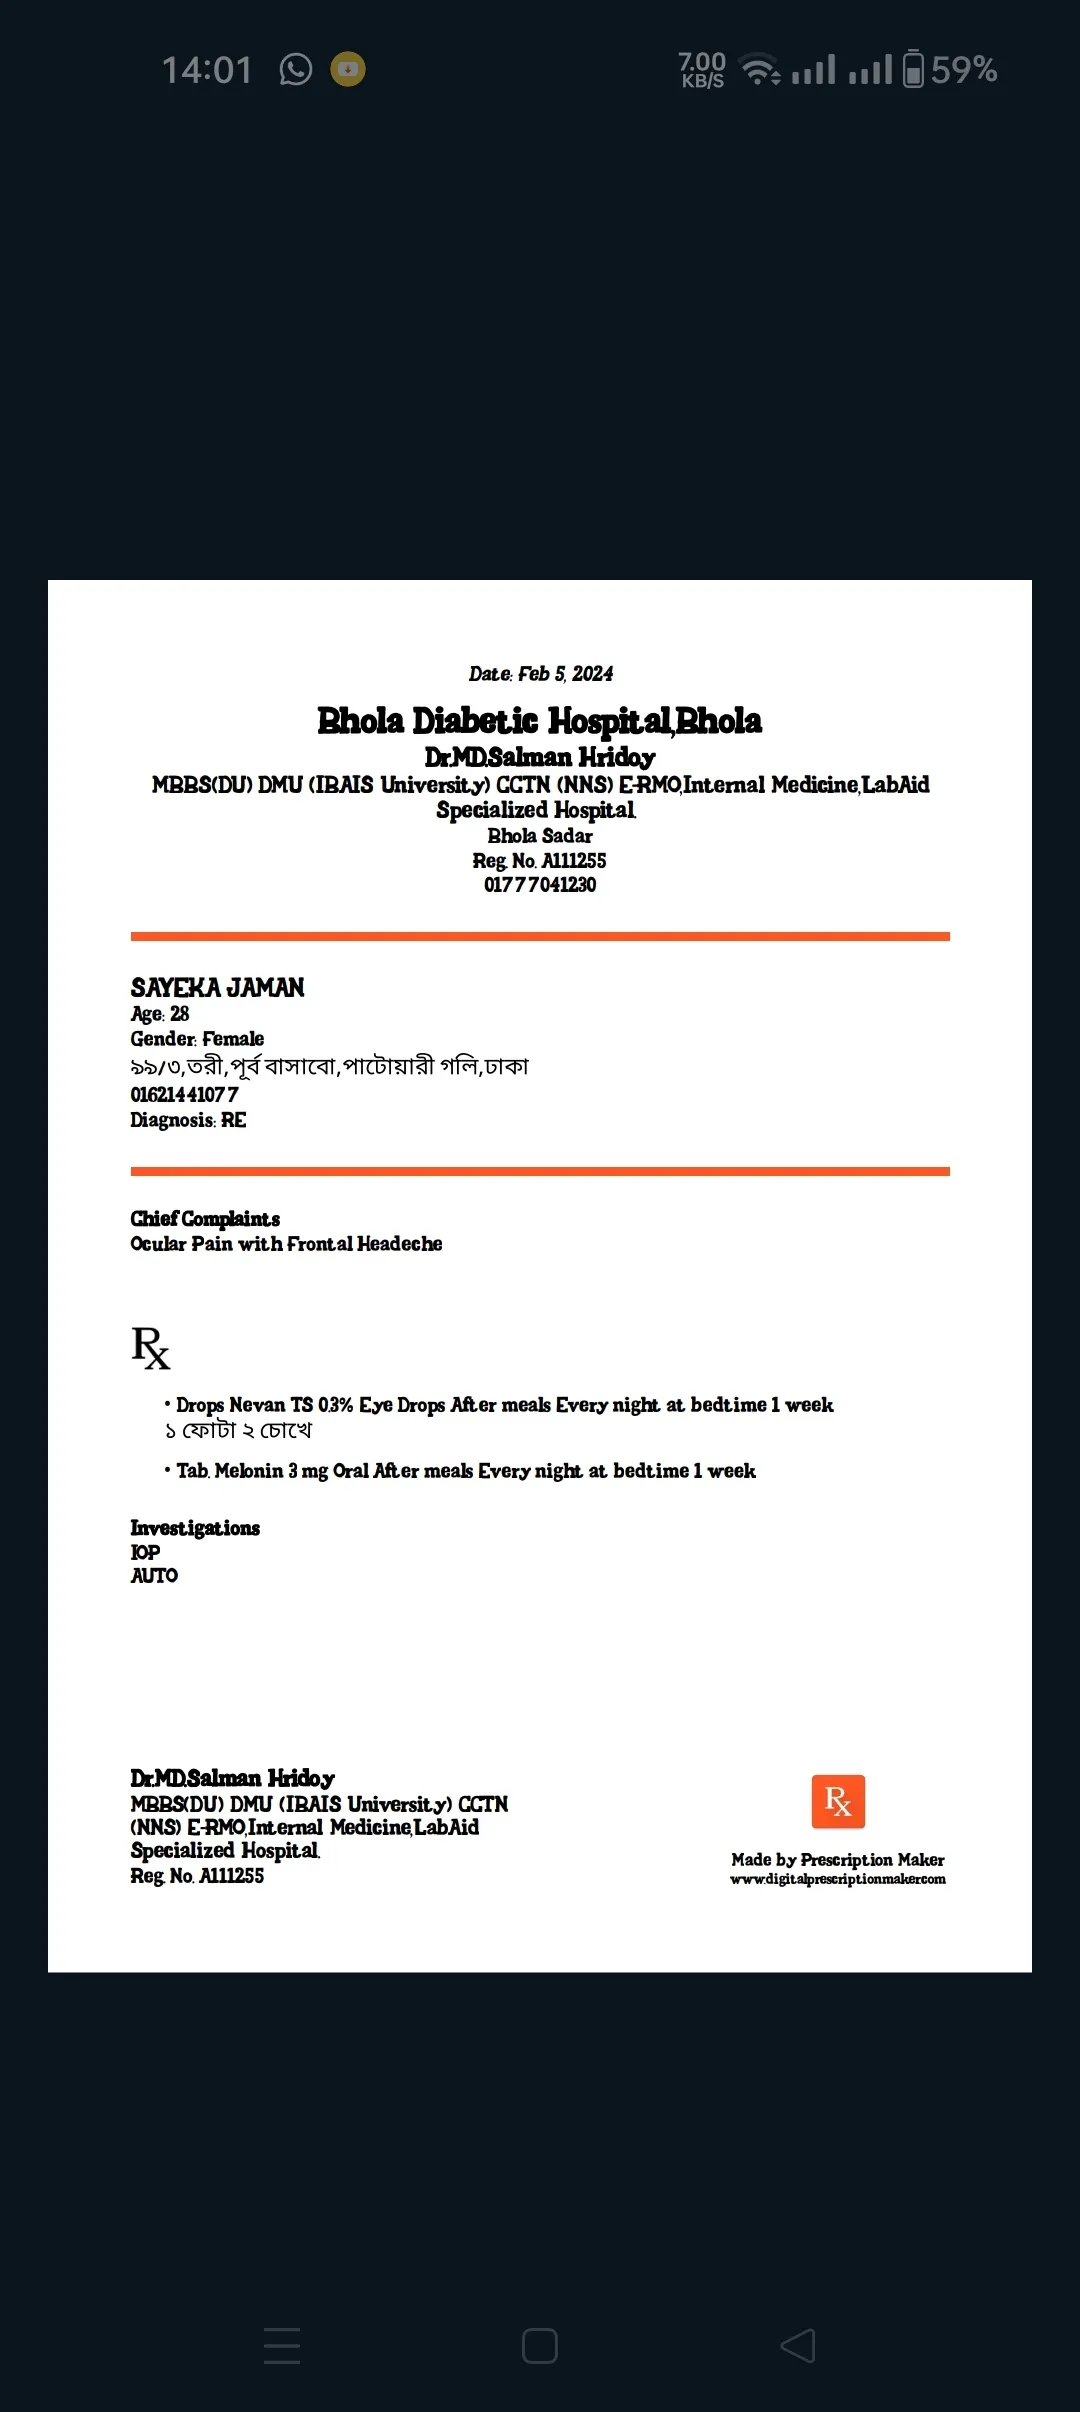 14:01
7.00 KB/S
59%
Date: Feb 5, 2024
Bhola Diabetic Hospital,Bhola
Dr.MD.Salman Hridoy
MBBS(DU) DMU (IBAIS University) CCTN (NNS) E-RMO,Internal Medicine,LabAid
Specialized Hospital.
Bhola Sadar
Reg. No. A111255
01777041230
SAYEKA JAMAN
Age: 28
Gender: Female
৯৯/৩,তরী,পূর্ব বাসাবো,পাটোয়ারী গলি,ঢাকা
01621441077
Diagnosis: RE
Chief Complaints
Ocular Pain with Frontal Headeche
Rx
• Drops Nevan TS 0.3% Eye Drops After meals Every night at bedtime 1 week
১ ফোটা ২ চোখে
• Tab. Melonin 3 mg Oral After meals Every night at bedtime 1 week
Investigations
IOP
AUTO
Dr.MD.Salman Hridoy
MBBS(DU) DMU (IBAIS University) CCTN
(NNS) E-RMO,Internal Medicine,LabAid
Specialized Hospital.
Reg. No. A111255
Rx
Made by Prescription Maker
www.digitalprescriptionmaker.com